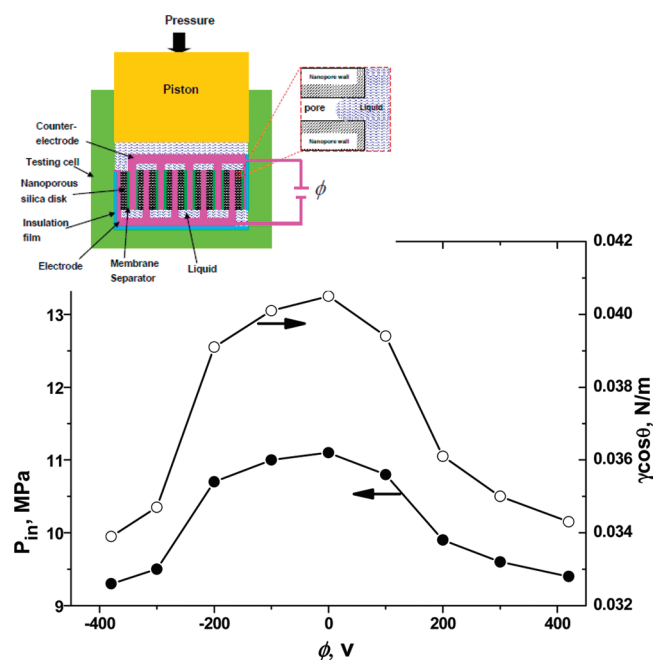 Pressure
Piston
Nanopore wall
pore
Liquid
Nanopore wall
Counter-
electrode
Testing cell
Nanoporous
silica disk
Insulation
film
Electrode
Membrane
Separator
Liquid
ϕ
13
12
11
10
9
P_in, MPa
0.042
0.040
0.038
0.036
0.034
0.032
γcosθ, N/m
-400 -200 0 200 400
ϕ, V